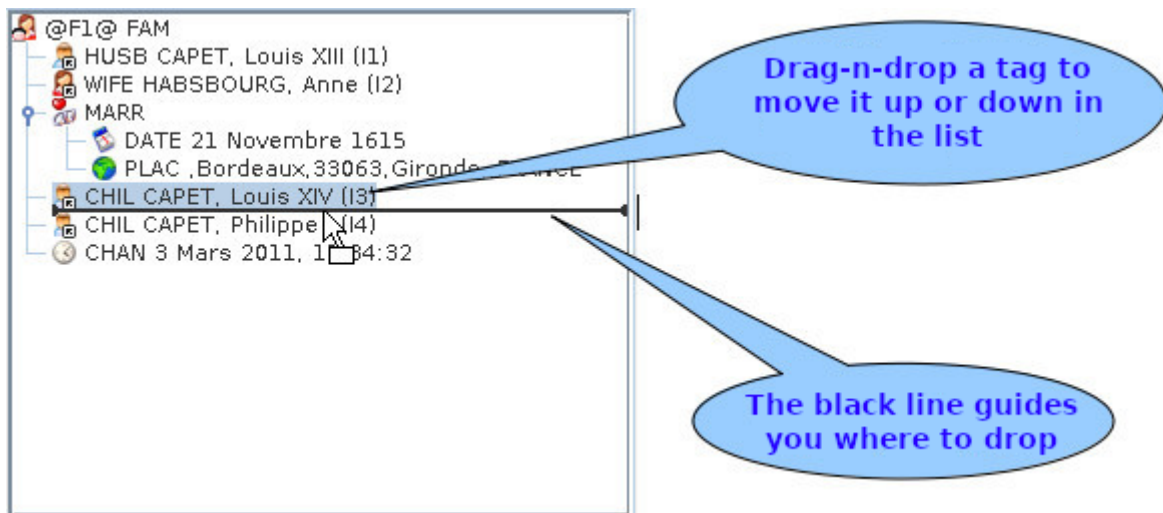 @F1@ FAM
HUSB CAPET, Louis XIII (I1)
WIFE HABSBOURG, Anne (I2)
MARR
DATE 21 Novembre 1615
PLAC ,Bordeaux,33063,Gironde,
CHIL CAPET, Louis XIV (I3)
CHIL CAPET, Philippe (I4)
CHAN 3 Mars 2011,
Drag-n-drop a tag to
move it up or down in
the list
The black line guides
you where to drop